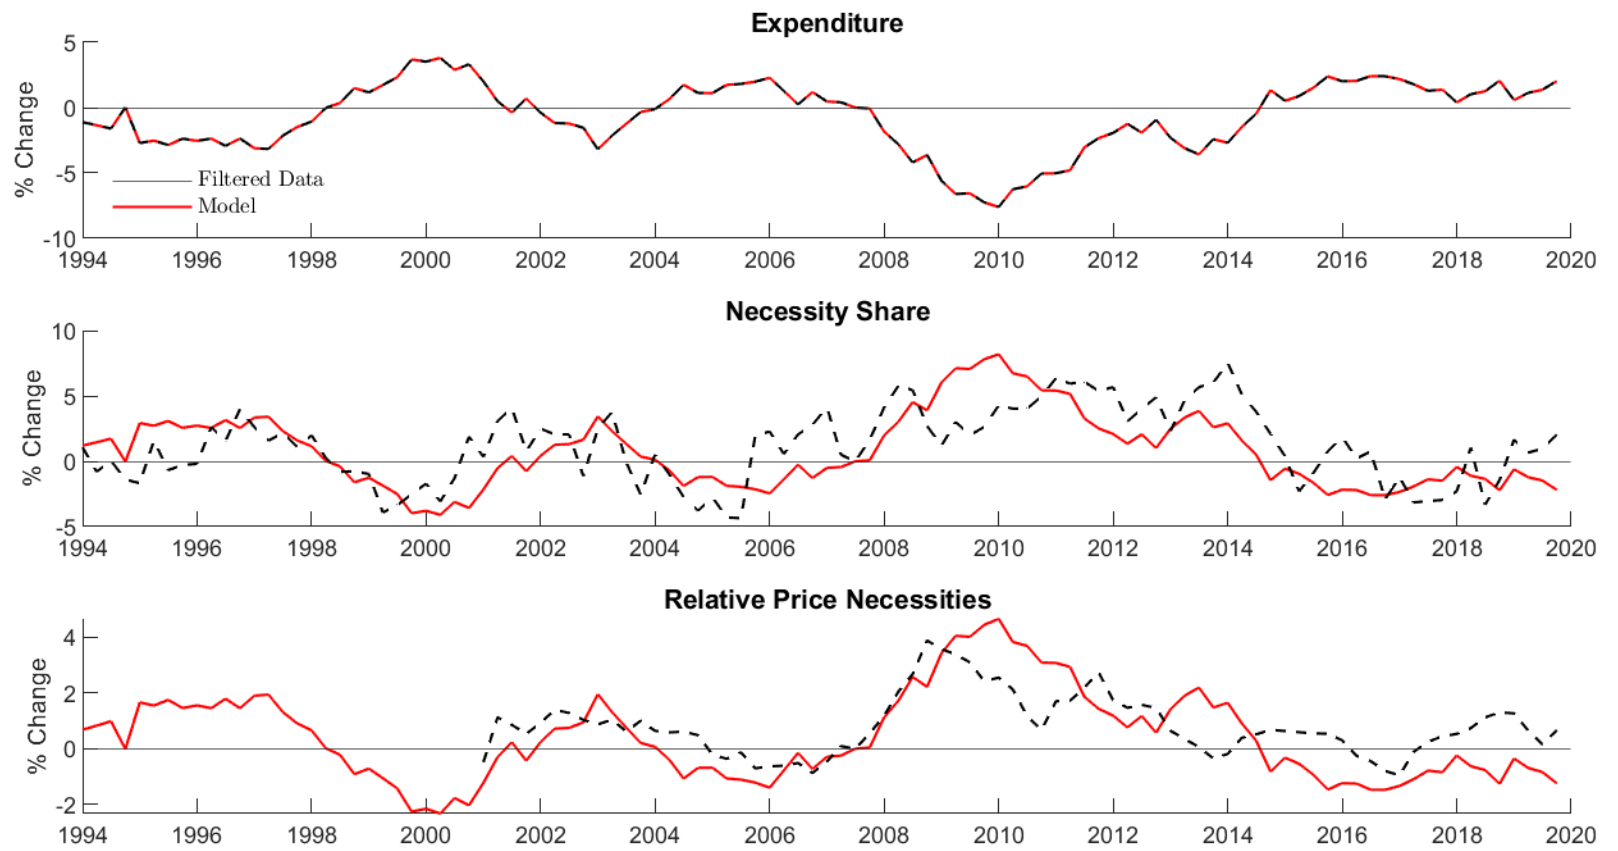 Expenditure
% Change
5
0
-5
-10
Filtered Data
Model
1994 1996 1998 2000 2002 2004 2006 2008 2010 2012 2014 2016 2018 2020
Necessity Share
% Change
10
5
0
-5
1994 1996 1998 2000 2002 2004 2006 2008 2010 2012 2014 2016 2018 2020
Relative Price Necessities
% Change
4
2
0
-2
1994 1996 1998 2000 2002 2004 2006 2008 2010 2012 2014 2016 2018 2020